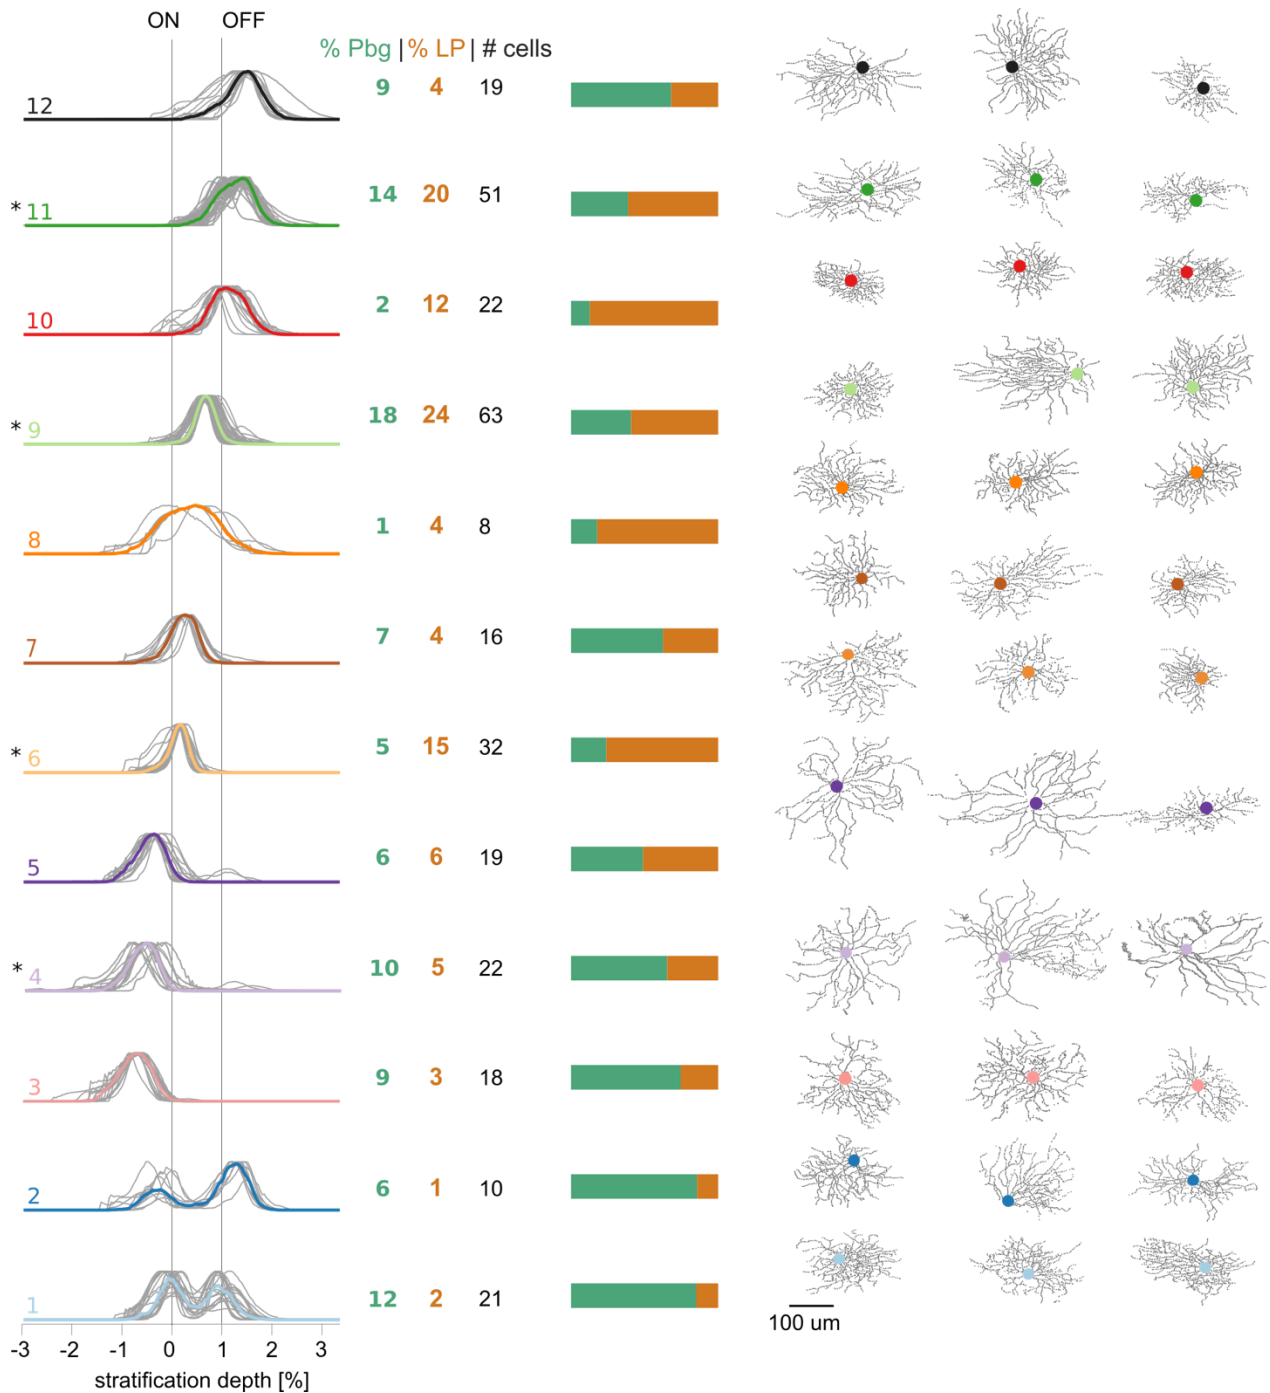 ON OFF
% Pbg | % LP | # cells
12 9 4 19
* 11 14 20 51
10 2 12 22
* 9 18 24 63
8 1 4 8
7 7 4 16
* 6 5 15 32
5 6 6 19
* 4 10 5 22
3 9 3 18
2 6 1 10
1 12 2 21
-3 -2 -1 0 1 2 3
stratification depth [%]
100 um